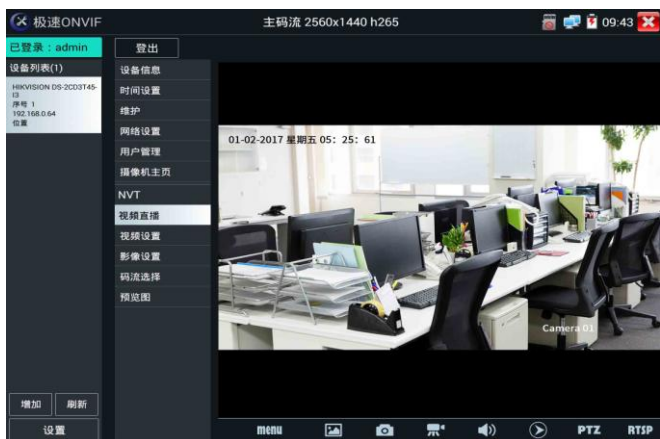 极速ONVIF
主码流 2560x1440 h265
09:43
已登录：admin
登出
设备列表(1)
HIKVISION DS-2CD3T45-
I3
序号 1
192.168.0.64
位置
设备信息
时间设置
维护
网络设置
用户管理
摄像机主页
NVT
视频直播
视频设置
影像设置
码流选择
预览图
01-02-2017 星期五 05: 25: 61
Camera 01
增加
刷新
设置
menu
PTZ
RTSP